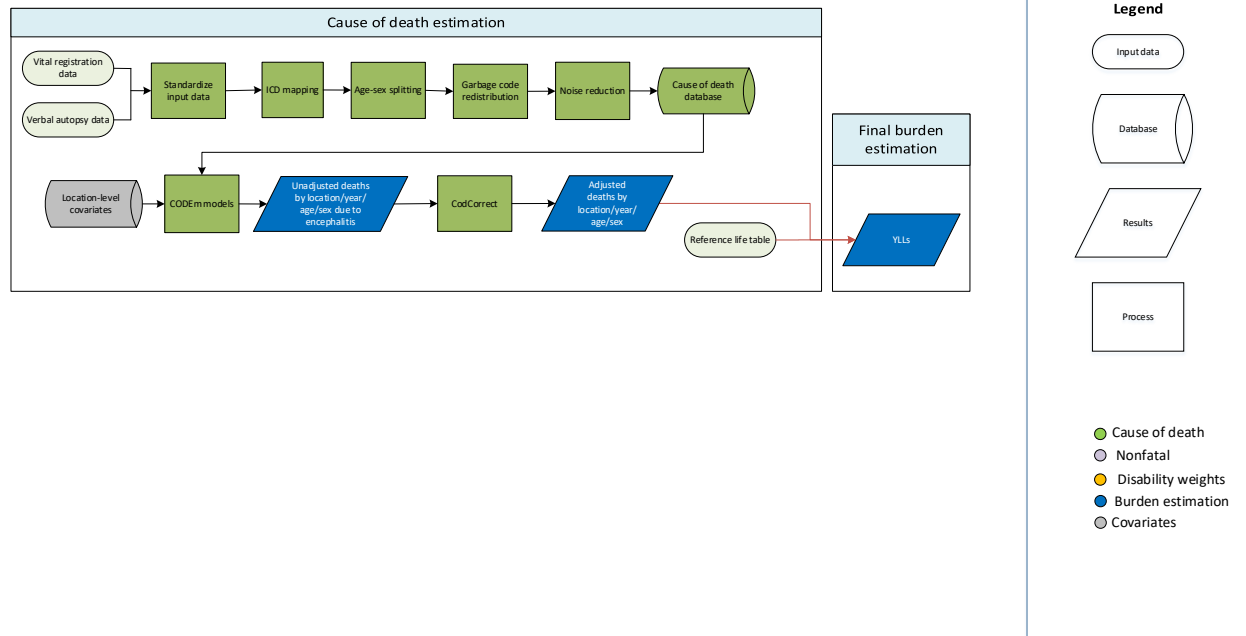 Cause of death estimation
Vital registration
data
Verbal autopsy data
Standardize
input data
ICD mapping
Age-sex splitting
Garbage code
redistribution
Noise reduction
Cause of death
database
Location-level
covariates
CODEm models
Unadjusted deaths
by location/year/
age/sex due to
encephalitis
CodCorrect
Adjusted
deaths by
location/year/
age/sex
Reference life table
Final burden
estimation
YLLs
Legend
Input data
Database
Results
Process
Cause of death
Nonfatal
Disability weights
Burden estimation
Covariates